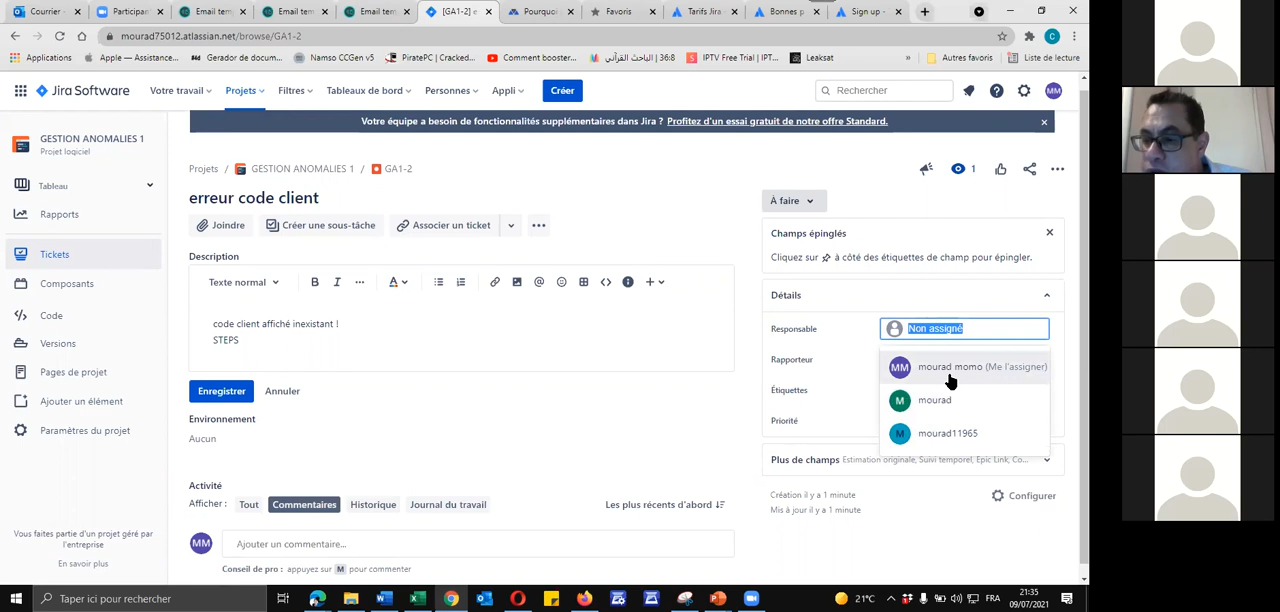 Courrier -
Participant
Email temp
Email tem
Email tem
[GA1-2]
Pourquoi
Favoris
Tarifs Jira
Bonnes p
Sign up -
mourad75012.atlassian.net/browse/GA1-2
Applications
Apple — Assistance...
Gerador de docum...
Namso CCGen v5
PiratePC | Cracked...
Comment booster...
الباحث القرآني | 36:8
IPTV Free Trial | IPT...
Leaksat
»
Autres favoris
Liste de lecture
Jira Software
Votre travail
Projets
Filtres
Tableaux de bord
Personnes
Appli
Créer
Rechercher
MM
Votre équipe a besoin de fonctionnalités supplémentaires dans Jira ? Profitez d'un essai gratuit de notre offre Standard.
GESTION ANOMALIES 1
Projet logiciel
Tableau
Rapports
Tickets
Composants
Code
Versions
Pages de projet
Ajouter un élément
Paramètres du projet
Vous faites partie d'un projet géré par
l'entreprise
En savoir plus
Projets / GESTION ANOMALIES 1 / GA1-2
1
erreur code client
Joindre
Créer une sous-tâche
Associer un ticket
Description
Texte normal
B I A
code client affiché inexistant !
STEPS
Enregistrer
Annuler
Environnement
Aucun
Activité
Afficher : Tout Commentaires Historique Journal du travail
Les plus récents d'abord
MM
Ajouter un commentaire...
Conseil de pro : appuyez sur M pour commenter
À faire
Champs épinglés
Cliquez sur à côté des étiquettes de champ pour épingler.
Détails
Responsable
Non assigné
Rapporteur
MM mourad momo (Me l'assigner)
Étiquettes
M mourad
Priorité
M mourad11965
Plus de champs Estimation originale, Suivi temporel, Epic Link, Co...
Création il y a 1 minute
Mis à jour il y a 1 minute
Configurer
Taper ici pour rechercher
21°C
FRA
21:35
09/07/2021